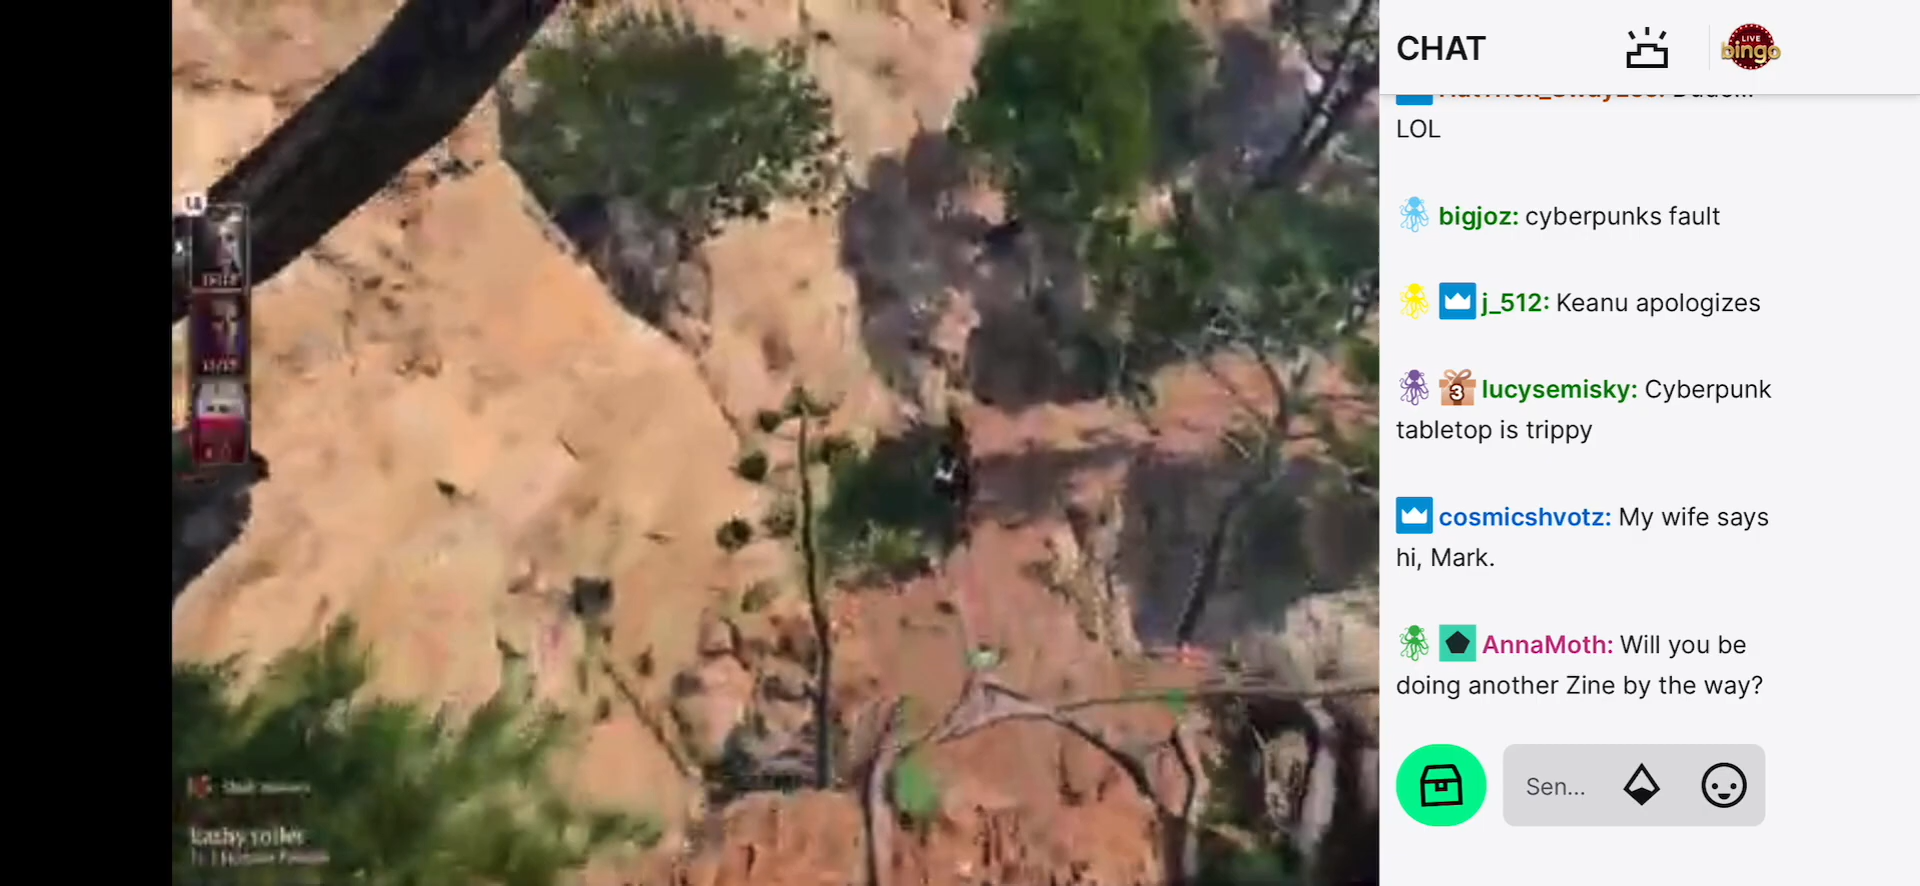 CHAT
LIVE
bingo
LOL
bigjoz: cyberpunks fault
j_512: Keanu apologizes
3 lucysemisky: Cyberpunk
tabletop is trippy
cosmicshvotz: My wife says
hi, Mark.
AnnaMoth: Will you be
doing another Zine by the way?
Sen...